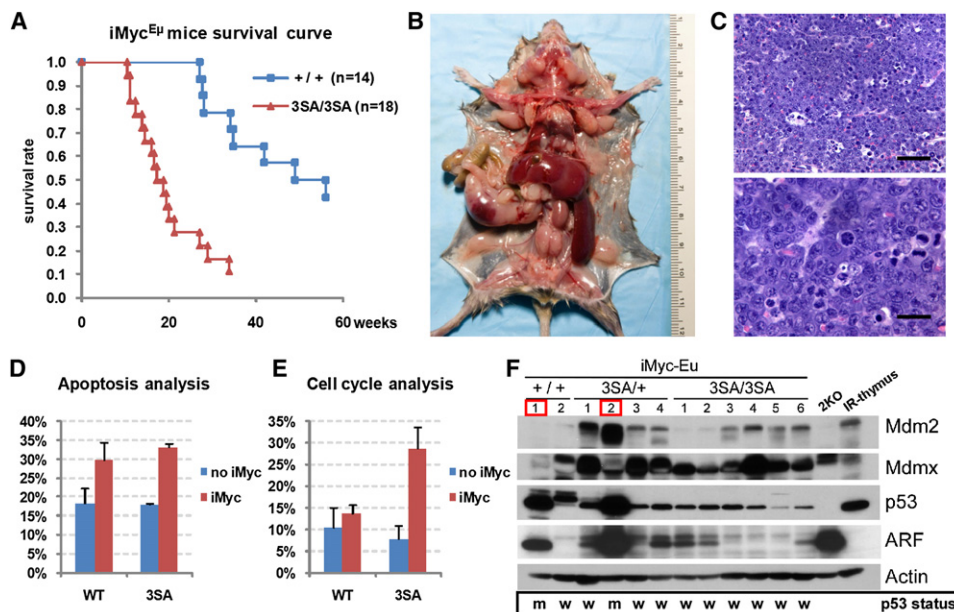 A
iMycEµ mice survival curve
1.0
0.9
0.8
0.7
0.6
0.5
0.4
0.3
0.2
0.1
0.0
survival rate
+ / + (n=14)
3SA/3SA (n=18)
0 20 40 60 weeks
B
C
D Apoptosis analysis
40%
35%
30%
25%
20%
15%
10%
5%
0%
no iMyc
iMyc
WT 3SA
E Cell cycle analysis
35%
30%
25%
20%
15%
10%
5%
0%
no iMyc
iMyc
WT 3SA
F
iMyc-Eu
+ / + 3SA/+ 3SA/3SA 2KO IR-thymus
1 2 1 2 3 4 1 2 3 4 5 6
Mdm2
Mdmx
p53
ARF
Actin
m w w m w w w w w w w w p53 status